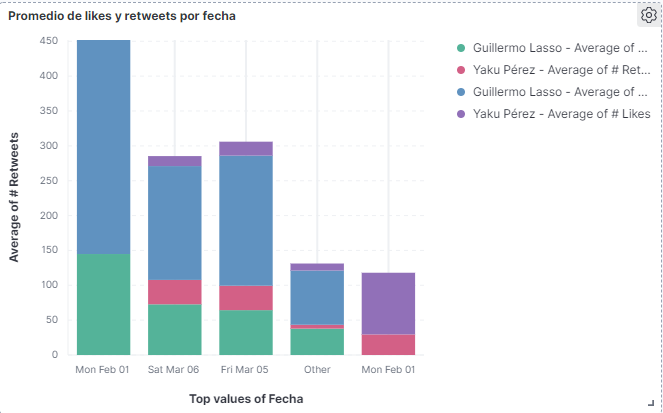 Promedio de likes y retweets por fecha
Average of # Retweets
450
400
350
300
250
200
150
100
50
0
Mon Feb 01
Sat Mar 06
Fri Mar 05
Other
Mon Feb 01
Top values of Fecha
Guillermo Lasso - Average of ...
Yaku Pérez - Average of # Ret...
Guillermo Lasso - Average of ...
Yaku Pérez - Average of # Likes